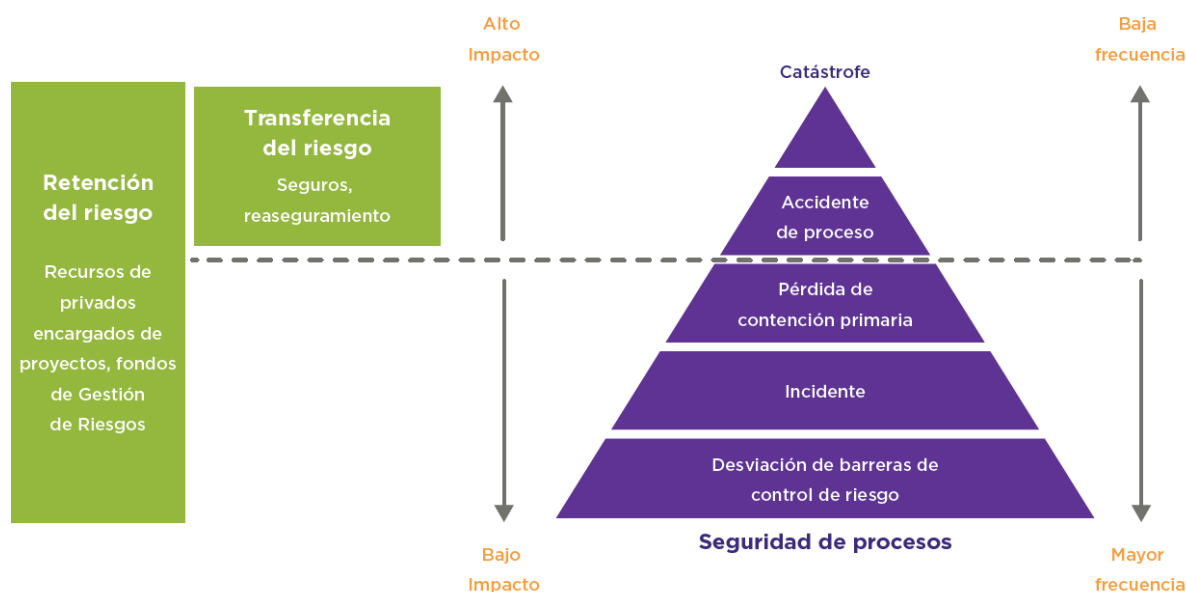 Retención
del riesgo
Recursos de
privados
encargados de
proyectos, fondos
de Gestión
de Riesgos
Transferencia
del riesgo
Seguros,
reaseguramiento
Alto
Impacto
Bajo
Impacto
Catástrofe
Accidente
de proceso
Pérdida de
contención primaria
Incidente
Desviación de barreras de
control de riesgo
Seguridad de procesos
Baja
frecuencia
Mayor
frecuencia